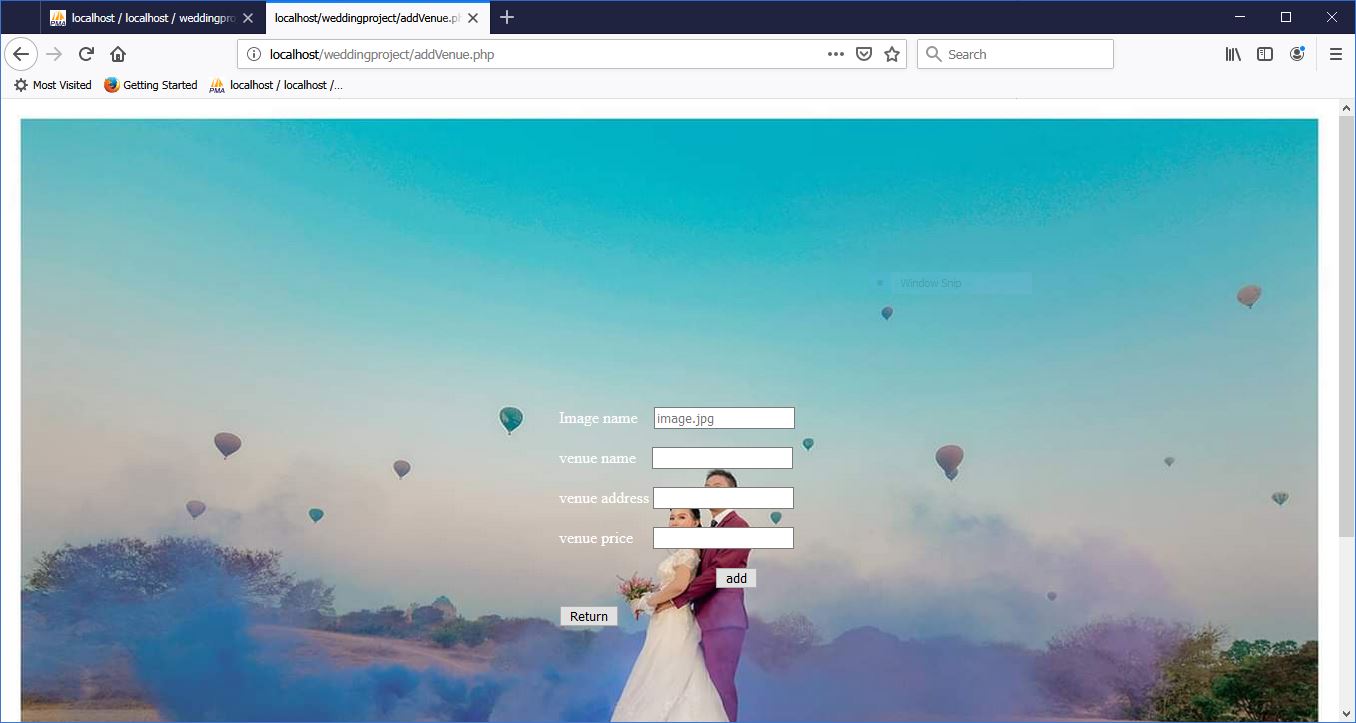 localhost / localhost / weddingpro
localhost/weddingproject/addVenue.p
localhost/weddingproject/addVenue.php
Search
Most Visited
Getting Started
PMA
localhost / localhost /...
Window Snip
Image name
image.jpg
venue name
venue address
venue price
add
Return